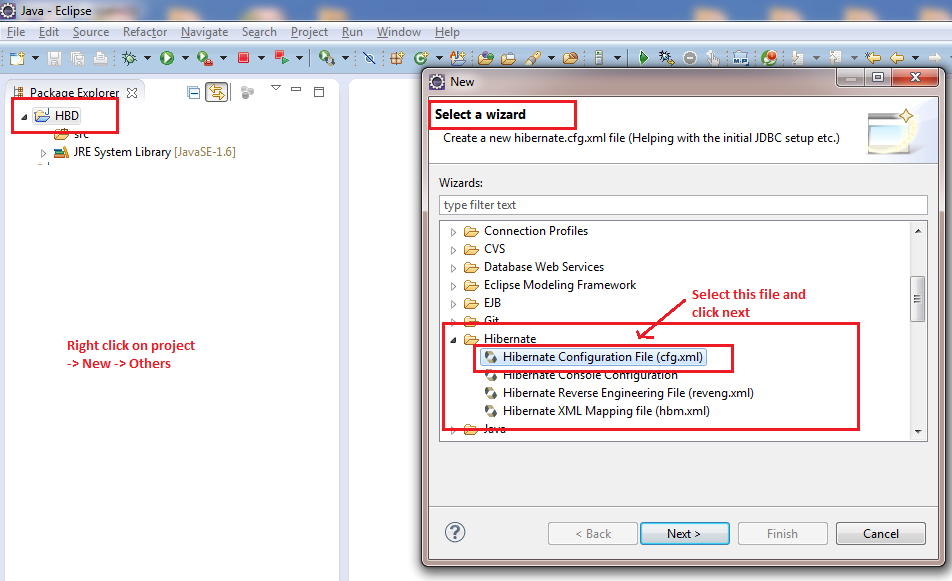 Java - Eclipse
File Edit Source Refactor Navigate Search Project Run Window Help
Package Explorer
HBD
src
JRE System Library [JavaSE-1.6]
Right click on project
-> New -> Others
New
Select a wizard
Create a new hibernate.cfg.xml file (Helping with the initial JDBC setup etc.)
Wizards:
type filter text
Connection Profiles
CVS
Database Web Services
Eclipse Modeling Framework
EJB
Git
Hibernate
Hibernate Configuration File (cfg.xml)
Hibernate Console Configuration
Hibernate Reverse Engineering File (reveng.xml)
Hibernate XML Mapping file (hbm.xml)
Java
Select this file and
click next
< Back Next > Finish Cancel